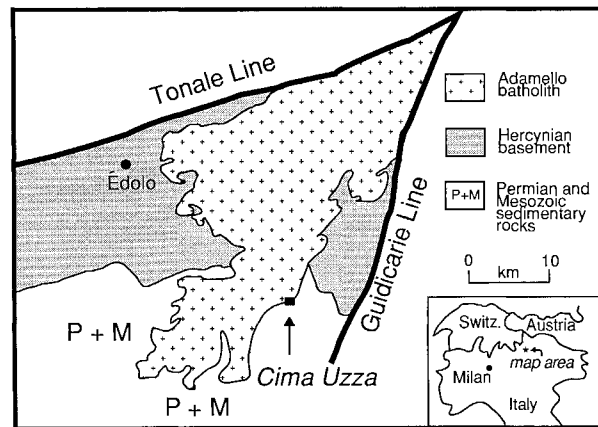 Tonale Line
Édolo
Guidicarie Line
P + M
P + M
Cima Uzza
Adamello
batholith
Hercynian
basement
P+M
Permian and
Mesozoic
sedimentary
rocks
0 10
km
Switz.
Austria
map area
Milan
Italy